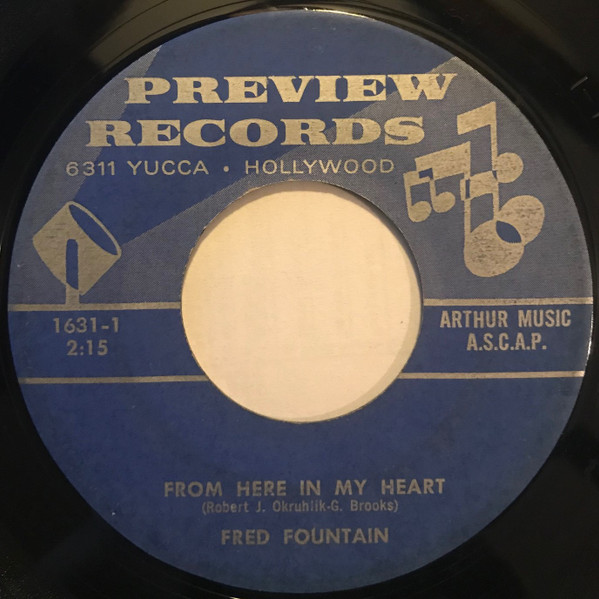 PREVIEW
RECORDS
6311 YUCCA • HOLLYWOOD
1631-1
2:15
ARTHUR MUSIC
A.S.C.A.P.
FROM HERE IN MY HEART
(Robert J. Okruhlik-G. Brooks)
FRED FOUNTAIN